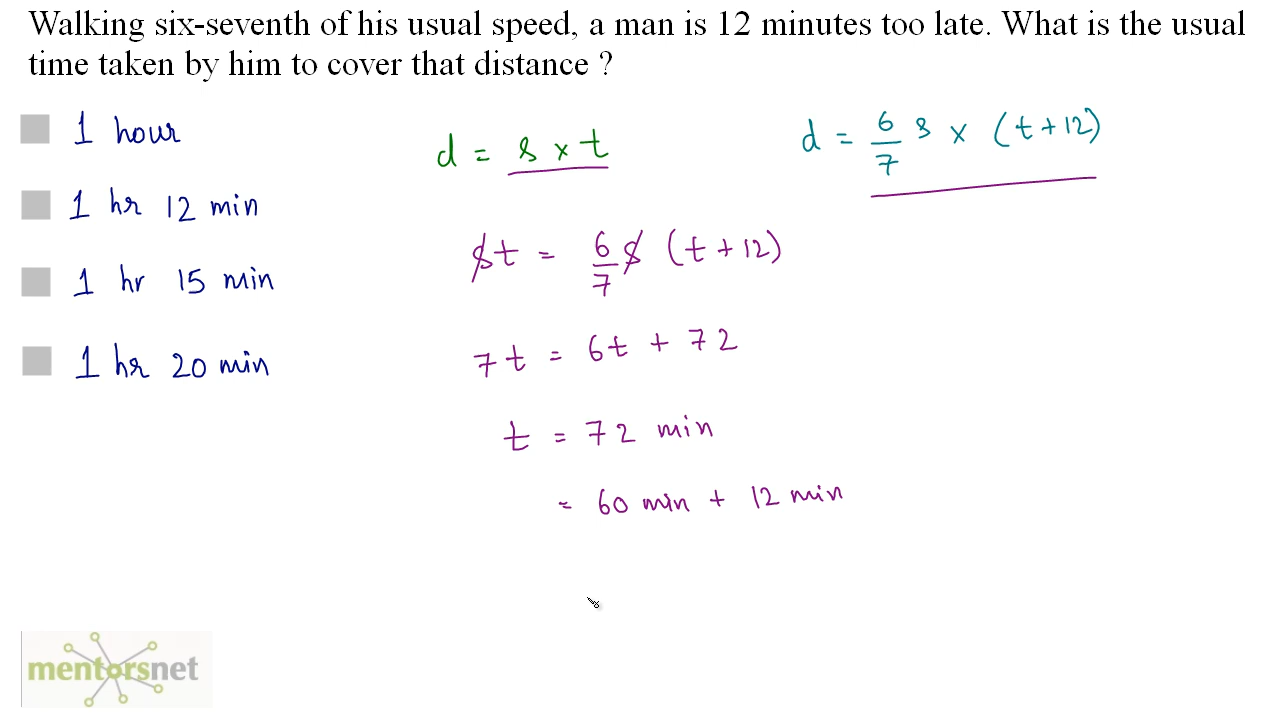 Walking six-seventh of his usual speed, a man is 12 minutes too late. What is the usual
time taken by him to cover that distance ?
1 hour
1 hr 12 min
1 hr 15 min
1 hr 20 min
d = s × t
d = 6/7 s × (t + 12)
st = 6/7 s (t + 12)
7t = 6t + 72
t = 72 min
= 60 min + 12 min
mentorsnet